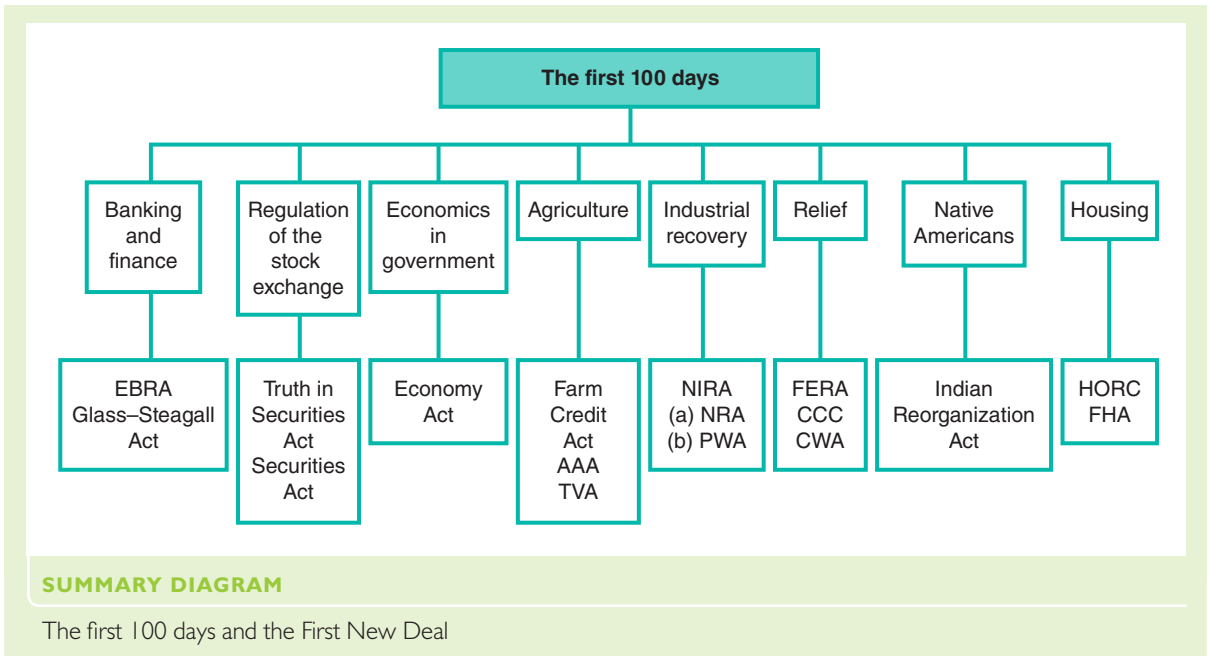 The first 100 days
Banking
and
finance
Regulation
of the
stock
exchange
Economics
in
government
Agriculture
Industrial
recovery
Relief
Native
Americans
Housing
EBRA
Glass–Steagall
Act
Truth in
Securities
Act
Securities
Act
Economy
Act
Farm
Credit
Act
AAA
TVA
NIRA
(a) NRA
(b) PWA
FERA
CCC
CWA
Indian
Reorganization
Act
HORC
FHA
SUMMARY DIAGRAM
The first 100 days and the First New Deal